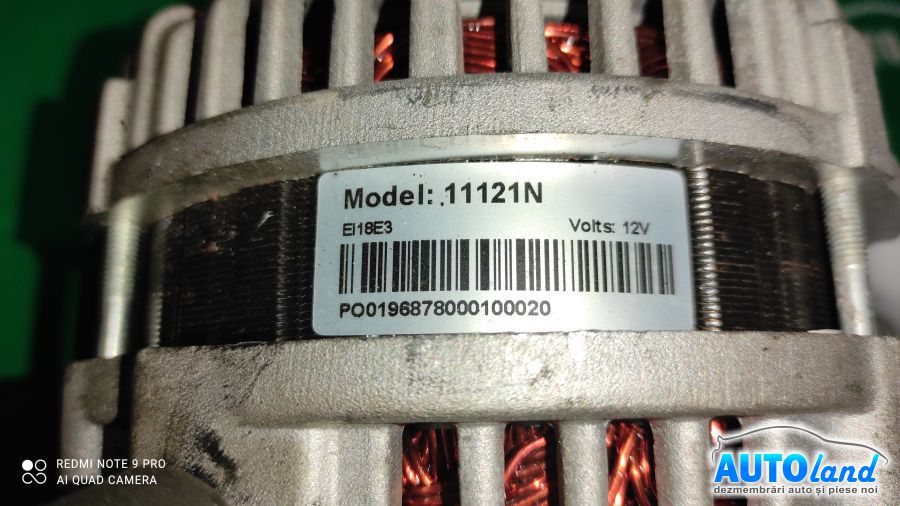 Model: 11121N
EI18E3 Volts: 12V
PO0196878000100020
REDMI NOTE 9 PRO
AI QUAD CAMERA
AUTOland
dezmembrări auto și piese noi